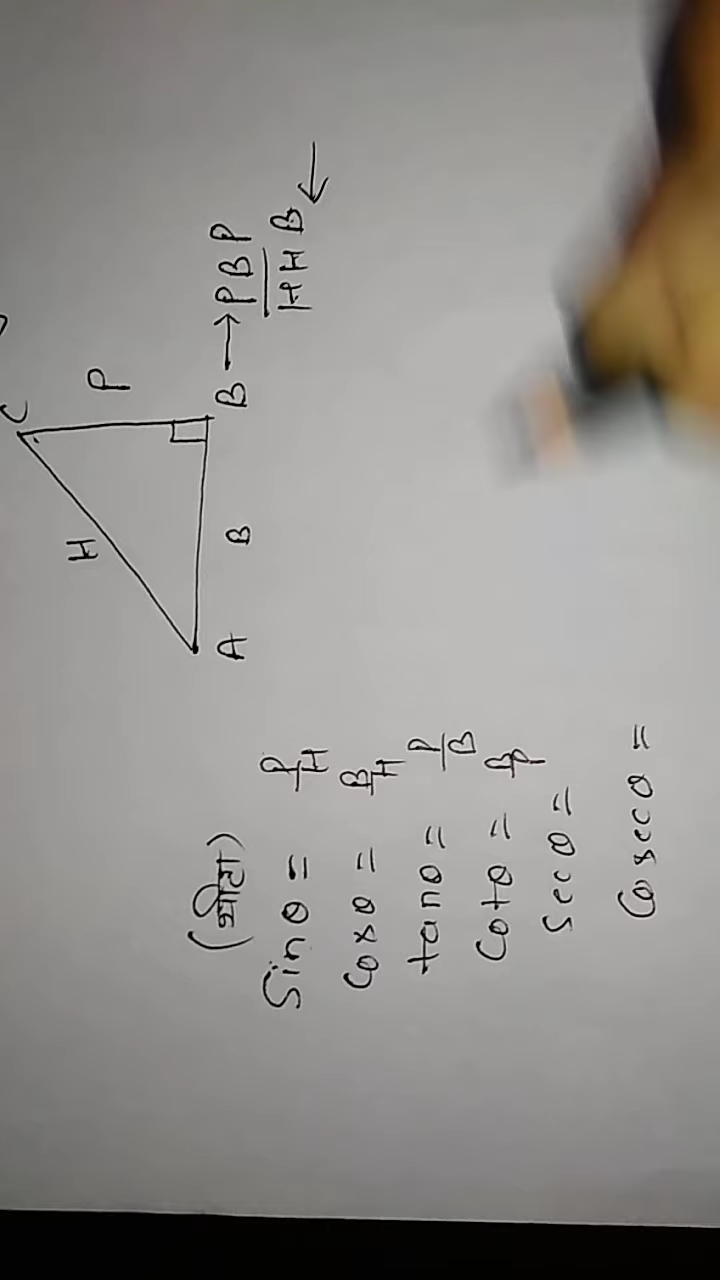 C
H P
A B B → PBP
HHB ←
(थीटा)
Sinθ = P/H
Cosθ = B/H
tanθ = P/B
Cotθ = B/P
Secθ =
Cosecθ =